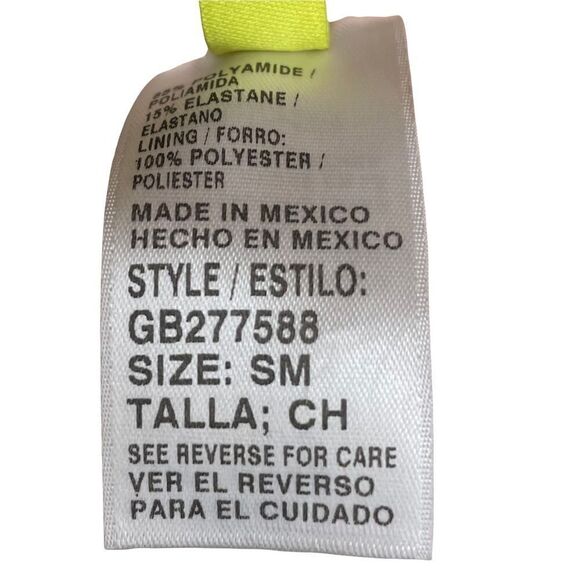 POLYAMIDE /
POLIAMIDA
15% ELASTANE /
ELASTANO
LINING / FORRO:
100% POLYESTER /
POLIESTER
MADE IN MEXICO
HECHO EN MEXICO
STYLE / ESTILO:
GB277588
SIZE: SM
TALLA; CH
SEE REVERSE FOR CARE
VER EL REVERSO
PARA EL CUIDADO